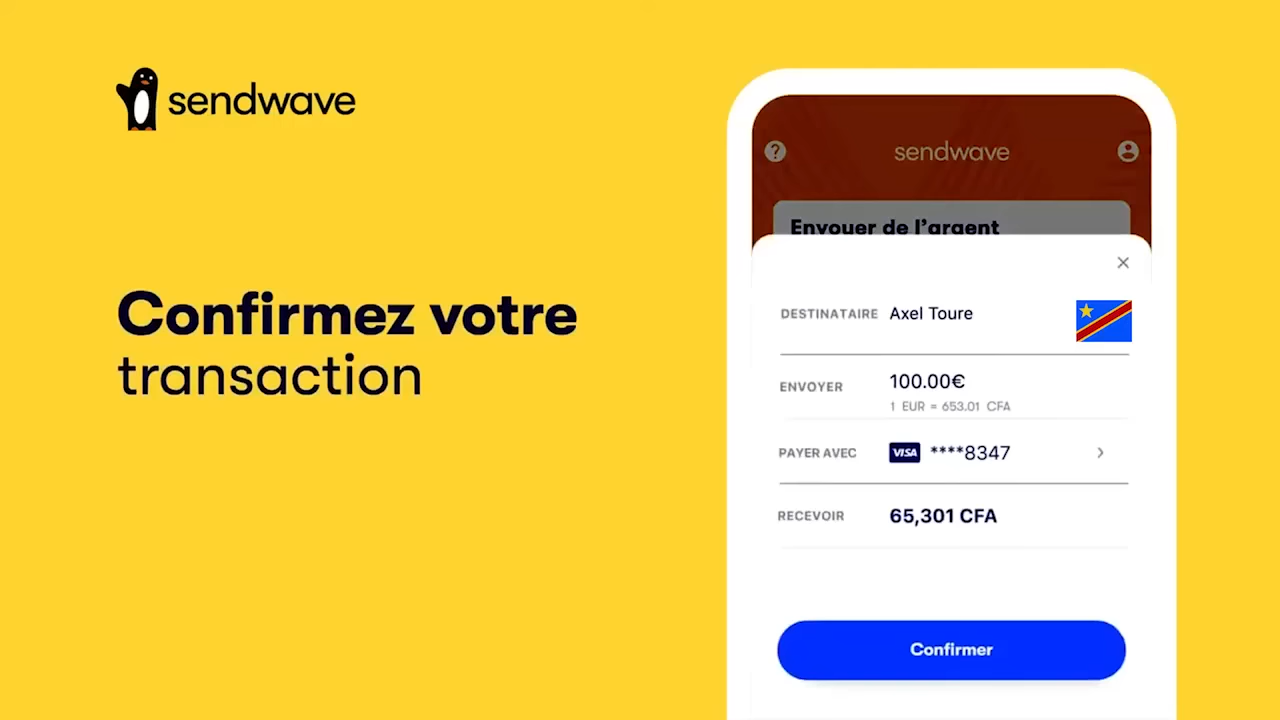 sendwave
Confirmez votre
transaction
?
sendwave
Envoyer de l'argent
DESTINATAIRE Axel Toure
ENVOYER 100.00€
1 EUR = 653.01 CFA
PAYER AVEC VISA ****8347
RECEVOIR 65,301 CFA
Confirmer